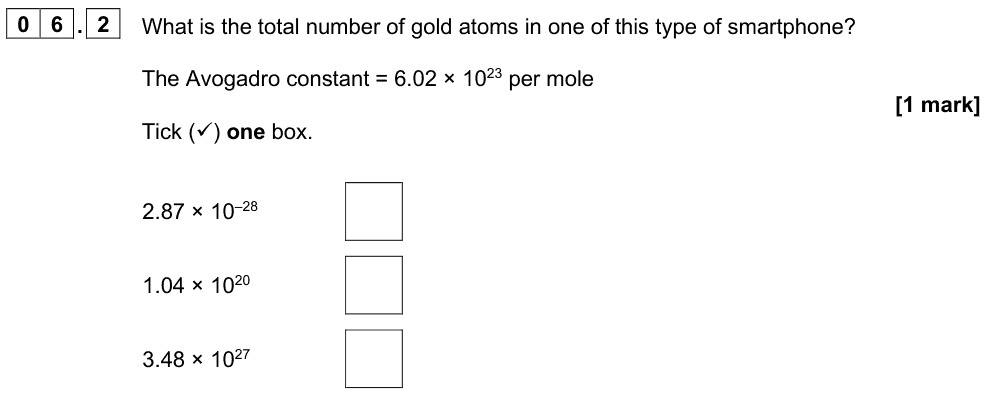 0 6 . 2 What is the total number of gold atoms in one of this type of smartphone?
The Avogadro constant = 6.02 × 10²³ per mole
[1 mark]
Tick (✓) one box.
2.87 × 10⁻²⁸
1.04 × 10²⁰
3.48 × 10²⁷